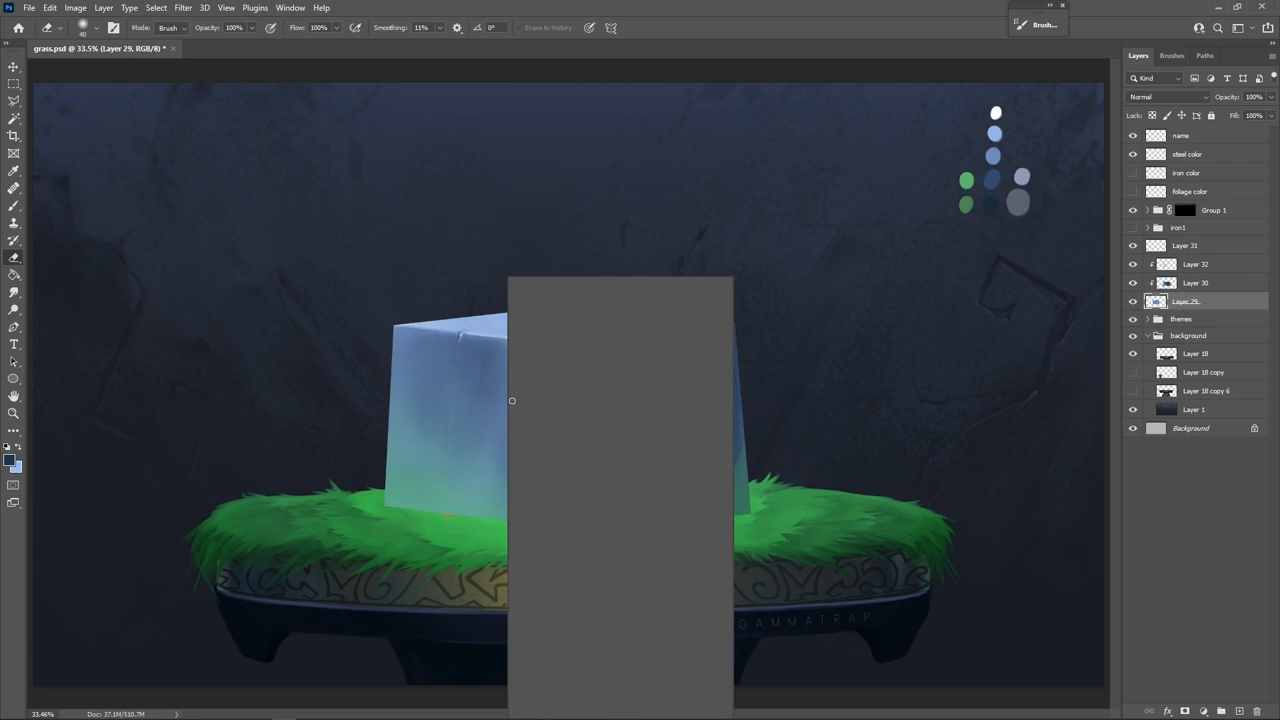 Ps File Edit Image Layer Type Select Filter 3D View Plugins Window Help
Brush...
40 Mode: Brush Opacity: 100% Flow: 100% Smoothing: 11% 0° Erase to History
grass.psd @ 33.5% (Layer 29, RGB/8) * ×
Layers Brushes Paths
Kind
Normal Opacity: 100%
Lock: Fill: 100%
name
steel color
iron color
foliage color
Group 1
iron1
Layer 31
Layer 32
Layer 30
Layer 29
themes
background
Layer 18
Layer 18 copy
Layer 18 copy 6
Layer 1
Background
GAMMATRAP
33.46% Doc: 37.1M/510.7M